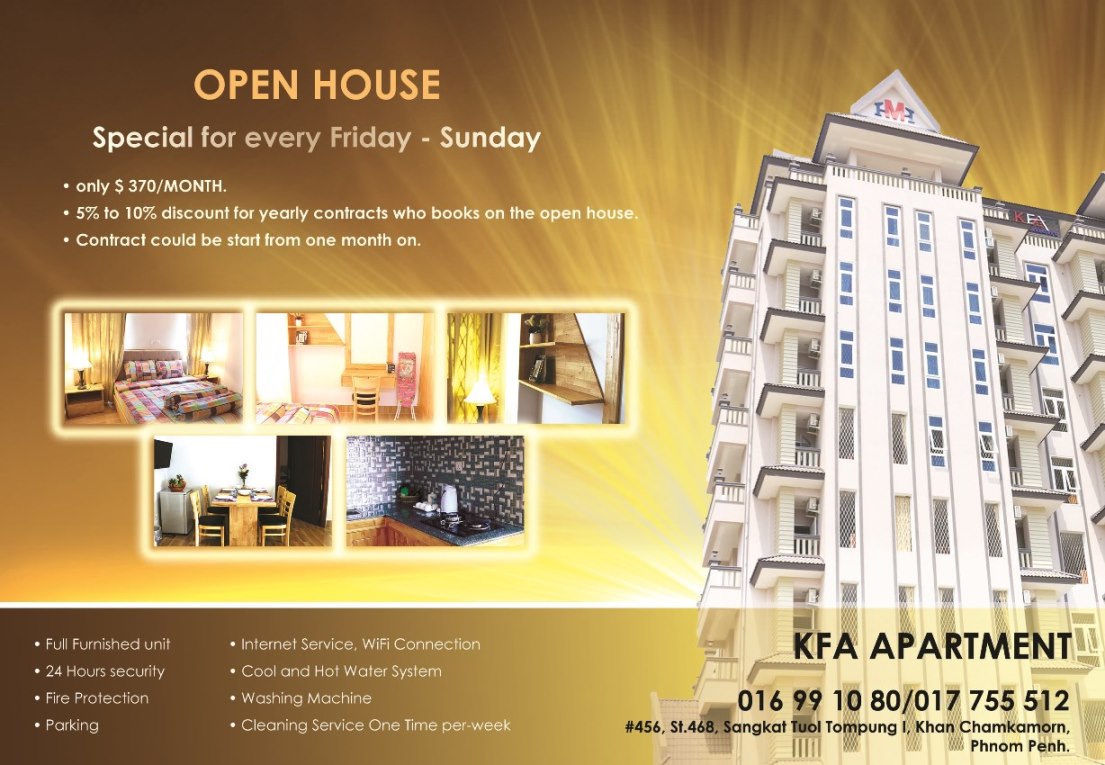 OPEN HOUSE
Special for every Friday - Sunday
• only $ 370/MONTH.
• 5% to 10% discount for yearly contracts who books on the open house.
• Contract could be start from one month on.
HMH
KFA
• Full Furnished unit
• 24 Hours security
• Fire Protection
• Parking
• Internet Service, WiFi Connection
• Cool and Hot Water System
• Washing Machine
• Cleaning Service One Time per-week
KFA APARTMENT
016 99 10 80/017 755 512
#456, St.468, Sangkat Tuol Tompung I, Khan Chamkamorn,
Phnom Penh.